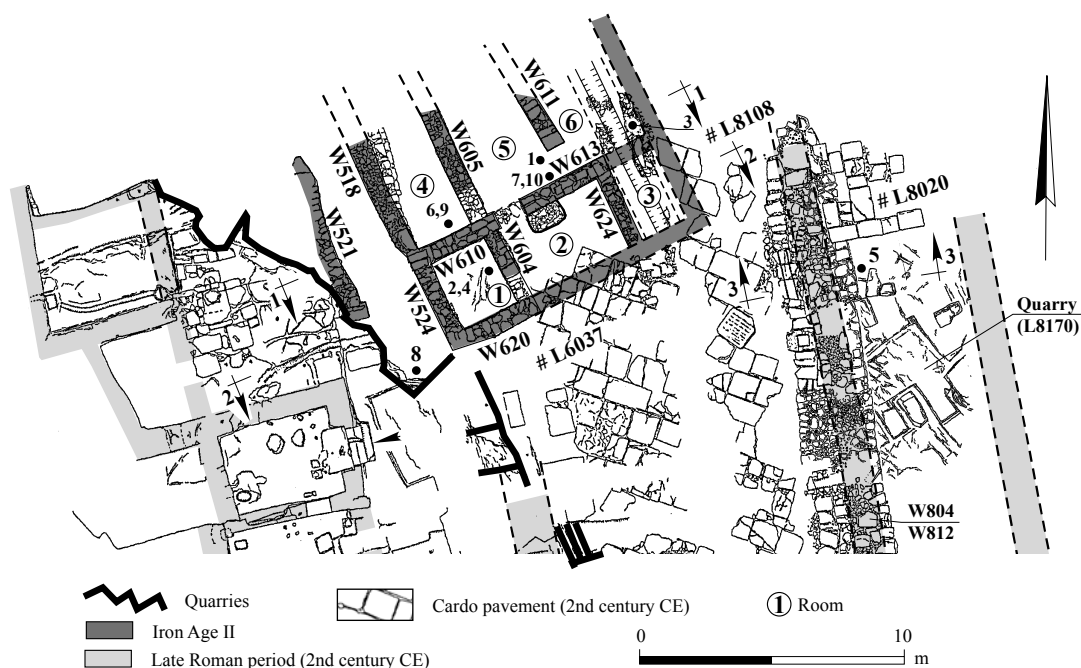 W611
1
W518
W605
⑥
3
# L8108
⑤
1
W613
2
④
7,10
# L8020
6,9
③
W521
W604
②
W624
W610
5
3
2,4
①
3
1
Quarry
(L8170)
W524
W620
# L6037
8
2
W804
W812
Quarries
Cardo pavement (2nd century CE)
① Room
Iron Age II
0 10
m
Late Roman period (2nd century CE)